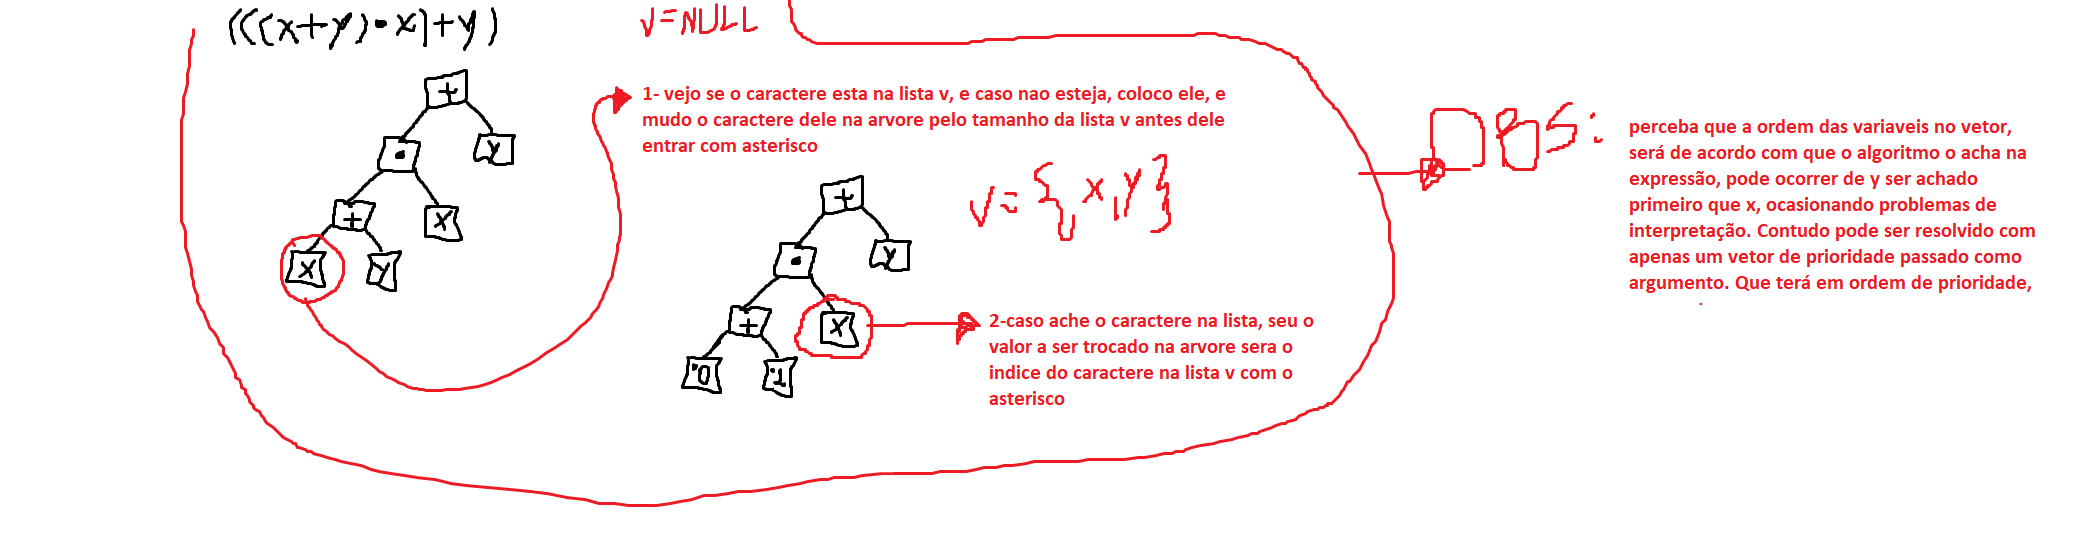 (((x+y)•x)+y)
v=NULL
1- vejo se o caractere esta na lista v, e caso nao esteja, coloco ele, e
mudo o caractere dele na arvore pelo tamanho da lista v antes dele
entrar com asterisco
+
•
y
+
x
x
y
v={,x,y}
+
•
y
+
x
*0
*1
2-caso ache o caractere na lista, seu o
valor a ser trocado na arvore sera o
indice do caractere na lista v com o
asterisco
OBS:
perceba que a ordem das variaveis no vetor,
será de acordo com que o algoritmo o acha na
expressão, pode ocorrer de y ser achado
primeiro que x, ocasionando problemas de
interpretação. Contudo pode ser resolvido com
apenas um vetor de prioridade passado como
argumento. Que terá em ordem de prioridade,